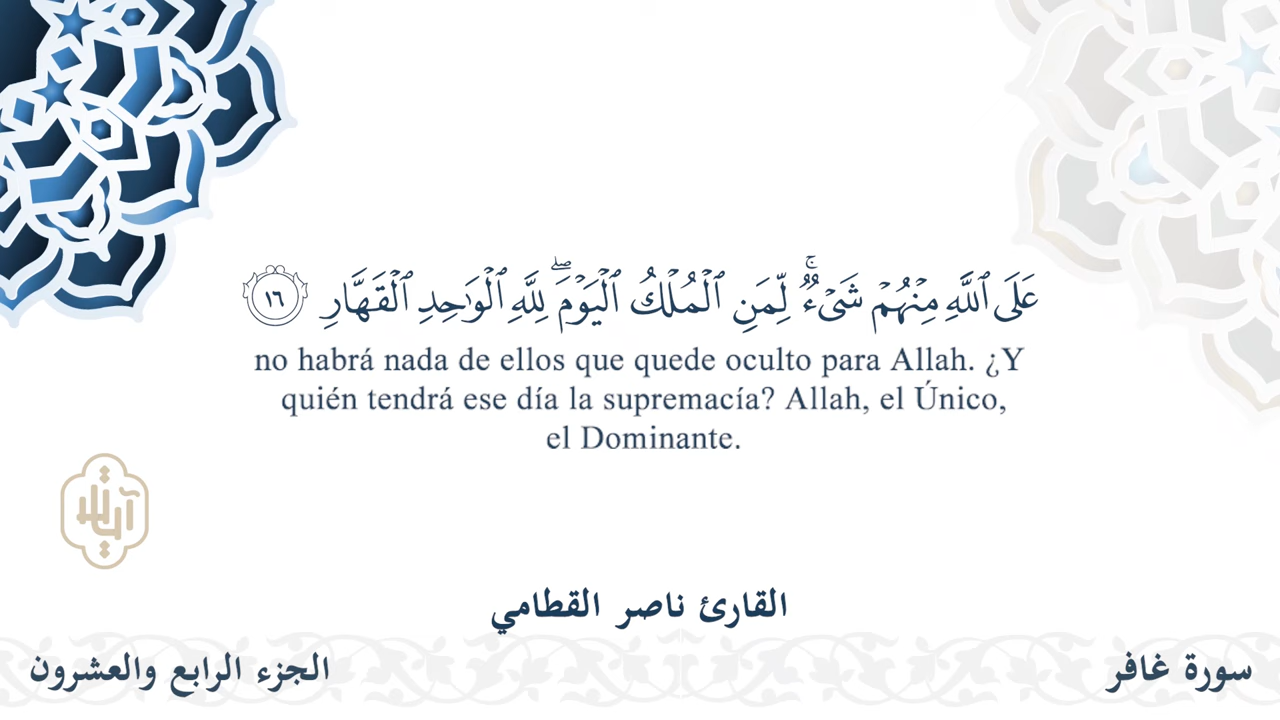 عَلَى ٱللَّهِ مِنۡهُمۡ شَيۡءٞۚ لِّمَنِ ٱلۡمُلۡكُ ٱلۡيَوۡمَۖ لِلَّهِ ٱلۡوَٰحِدِ ٱلۡقَهَّارِ ١٦
no habrá nada de ellos que quede oculto para Allah. ¿Y
quién tendrá ese día la supremacía? Allah, el Único,
el Dominante.
القارئ ناصر القطامي
سورة غافر
الجزء الرابع والعشرون